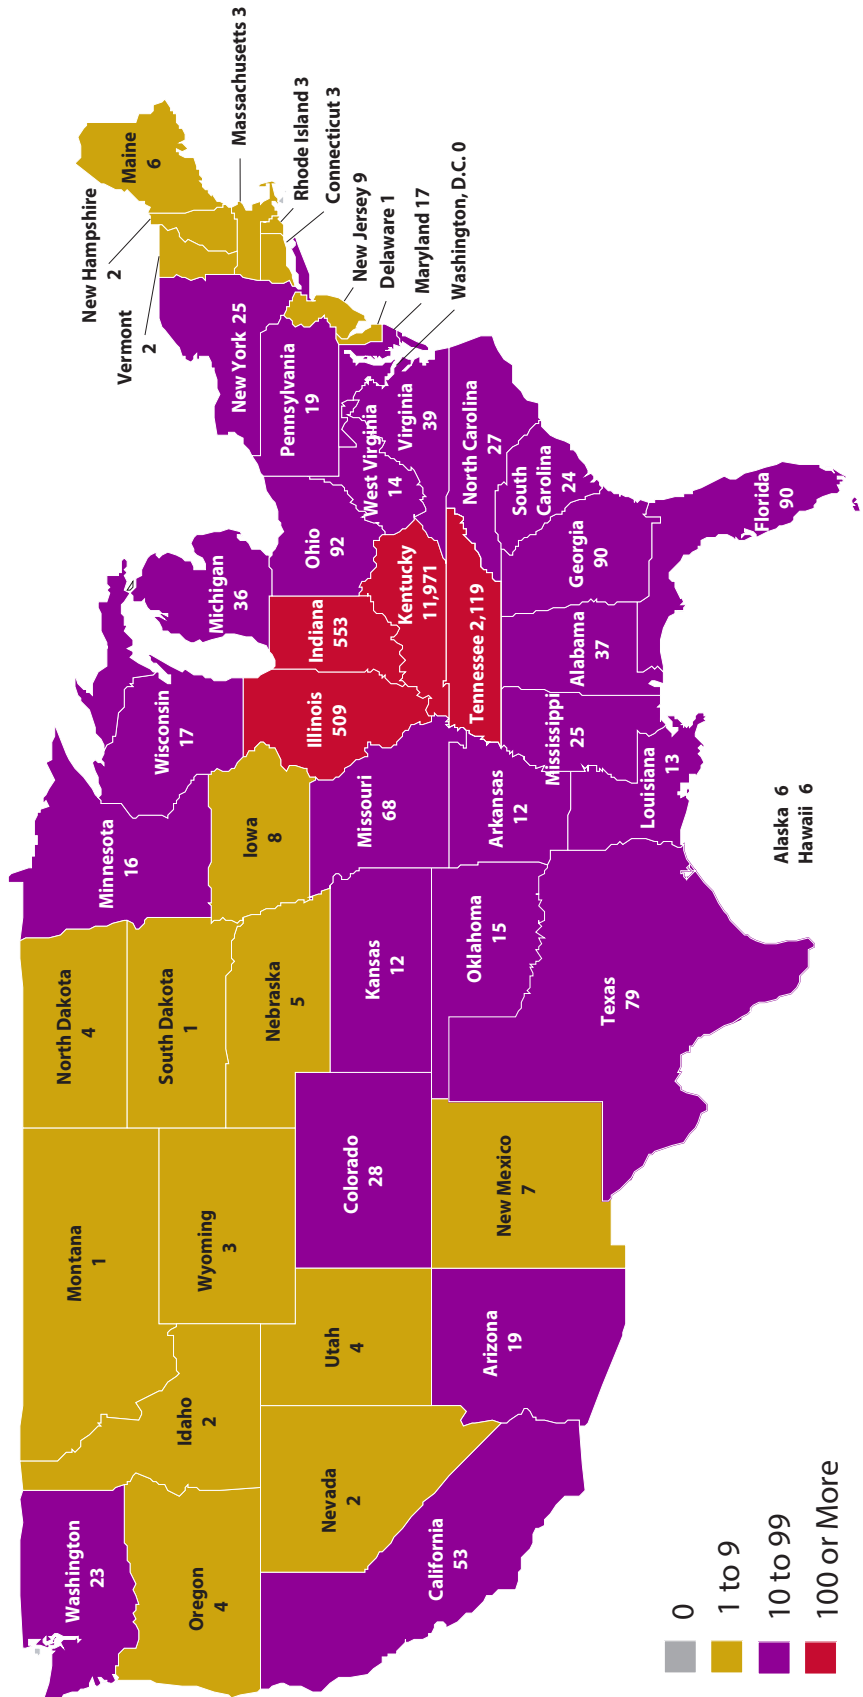 Washington
23
Oregon
4
California
53
Nevada
2
Idaho
2
Montana
1
Wyoming
3
Utah
4
Arizona
19
Colorado
28
New Mexico
7
North Dakota
4
South Dakota
1
Nebraska
5
Kansas
12
Oklahoma
15
Texas
79
Minnesota
16
Iowa
8
Missouri
68
Arkansas
12
Louisiana
13
Wisconsin
17
Illinois
509
Michigan
36
Indiana
553
Ohio
92
Kentucky
11,971
Tennessee 2,119
Mississippi
25
Alabama
37
Georgia
90
Florida
90
South
Carolina
24
North Carolina
27
Virginia
39
West Virginia
14
Pennsylvania
19
New York 25
Vermont
2
New Hampshire
2
Maine
6
Massachusetts 3
Rhode Island 3
Connecticut 3
New Jersey 9
Delaware 1
Maryland 17
Washington, D.C. 0
Alaska 6
Hawaii 6
0
1 to 9
10 to 99
100 or More